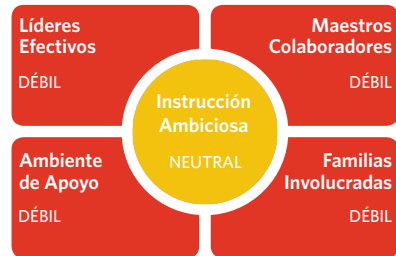 Líderes
Efectivos
DÉBIL
Maestros
Colaboradores
DÉBIL
Instrucción
Ambiciosa
NEUTRAL
Ambiente
de Apoyo
DÉBIL
Familias
Involucradas
DÉBIL